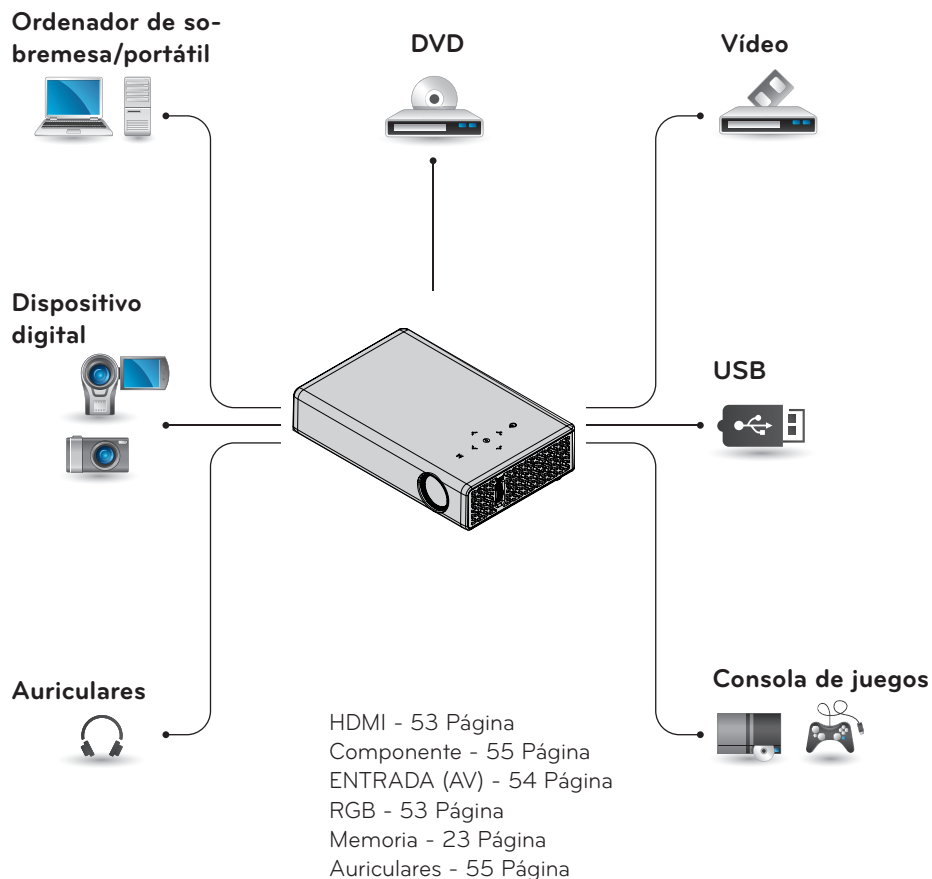 Ordenador de so-
bremesa/portátil
DVD
Vídeo
Dispositivo
digital
USB
Auriculares
Consola de juegos
HDMI - 53 Página
Componente - 55 Página
ENTRADA (AV) - 54 Página
RGB - 53 Página
Memoria - 23 Página
Auriculares - 55 Página